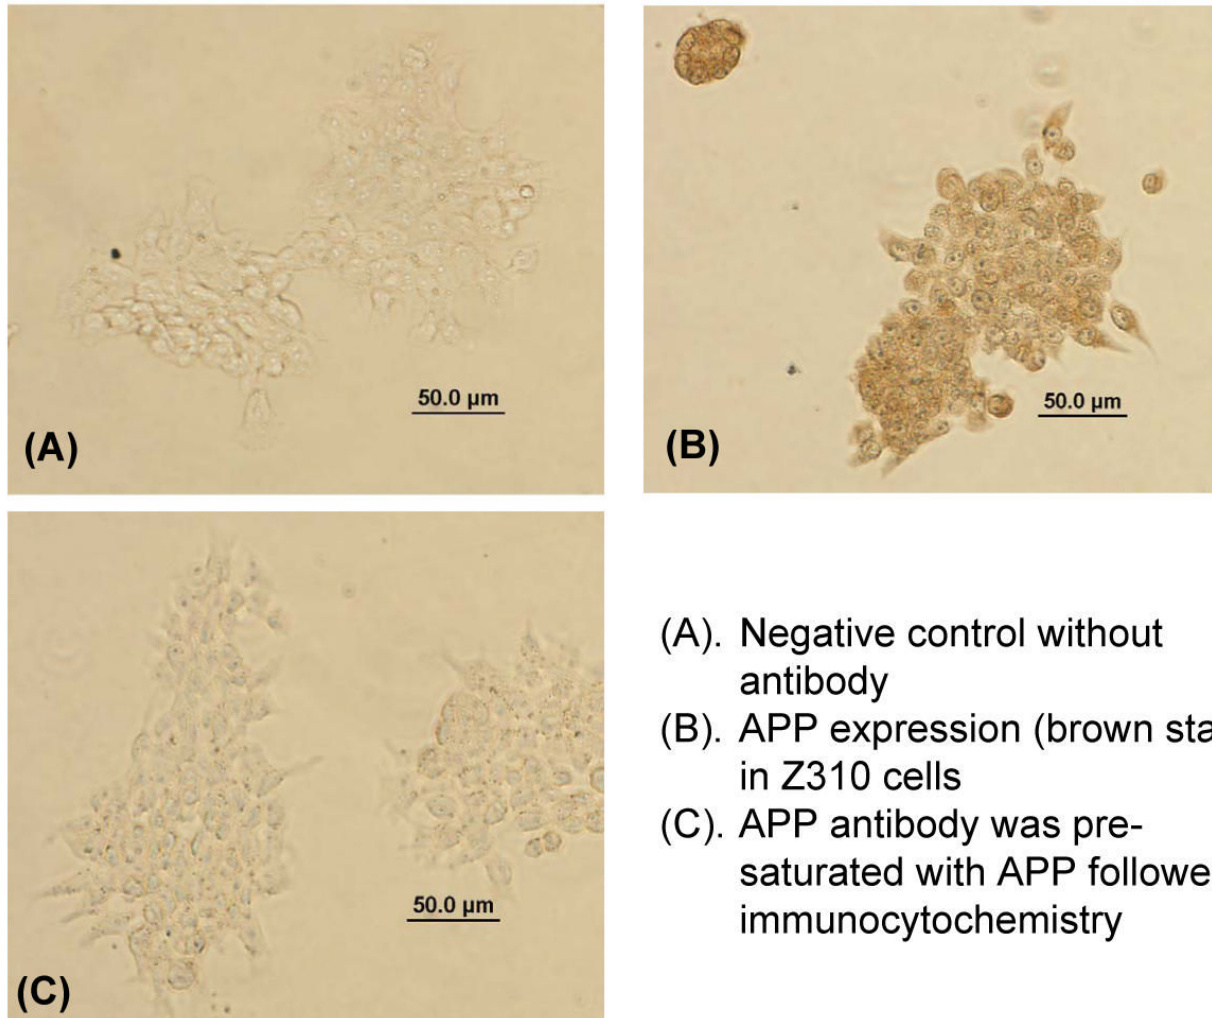 50.0 µm
(A)
50.0 µm
(B)
50.0 µm
(C)
(A). Negative control without
antibody
(B). APP expression (brown sta
in Z310 cells
(C). APP antibody was pre-
saturated with APP followe
immunocytochemistry